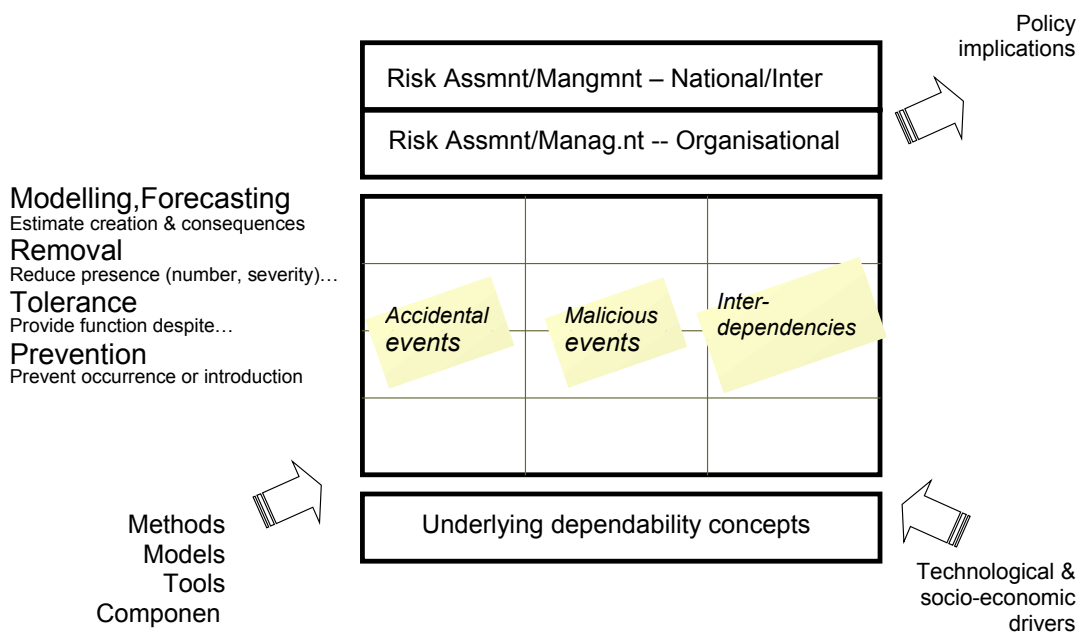 Policy
implications
Risk Assmnt/Mangmnt – National/Inter
Risk Assmnt/Manag.nt -- Organisational
Modelling,Forecasting
Estimate creation & consequences
Removal
Reduce presence (number, severity)…
Tolerance
Provide function despite…
Prevention
Prevent occurrence or introduction
Accidental
events
Malicious
events
Inter-
dependencies
Methods
Models
Tools
Componen
Underlying dependability concepts
Technological &
socio-economic
drivers